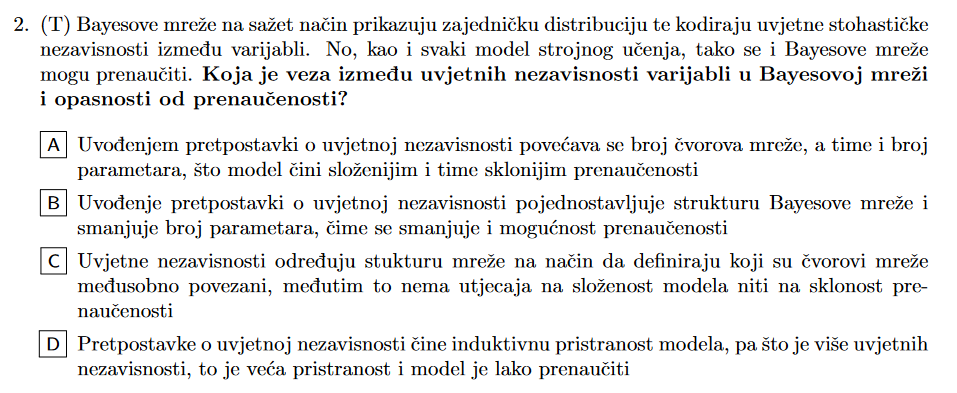 2. (T) Bayesove mreže na sažet način prikazuju zajedničku distribuciju te kodiraju uvjetne stohastičke
nezavisnosti između varijabli. No, kao i svaki model strojnog učenja, tako se i Bayesove mreže
mogu prenaučiti. Koja je veza između uvjetnih nezavisnosti varijabli u Bayesovoj mreži
i opasnosti od prenaučenosti?
A Uvođenjem pretpostavki o uvjetnoj nezavisnosti povećava se broj čvorova mreže, a time i broj
parametara, što model čini složenijim i time sklonijim prenaučenosti
B Uvođenje pretpostavki o uvjetnoj nezavisnosti pojednostavljuje strukturu Bayesove mreže i
smanjuje broj parametara, čime se smanjuje i mogućnost prenaučenosti
C Uvjetne nezavisnosti određuju stukturu mreže na način da definiraju koji su čvorovi mreže
međusobno povezani, međutim to nema utjecaja na složenost modela niti na sklonost pre-
naučenosti
D Pretpostavke o uvjetnoj nezavisnosti čine induktivnu pristranost modela, pa što je više uvjetnih
nezavisnosti, to je veća pristranost i model je lako prenaučiti